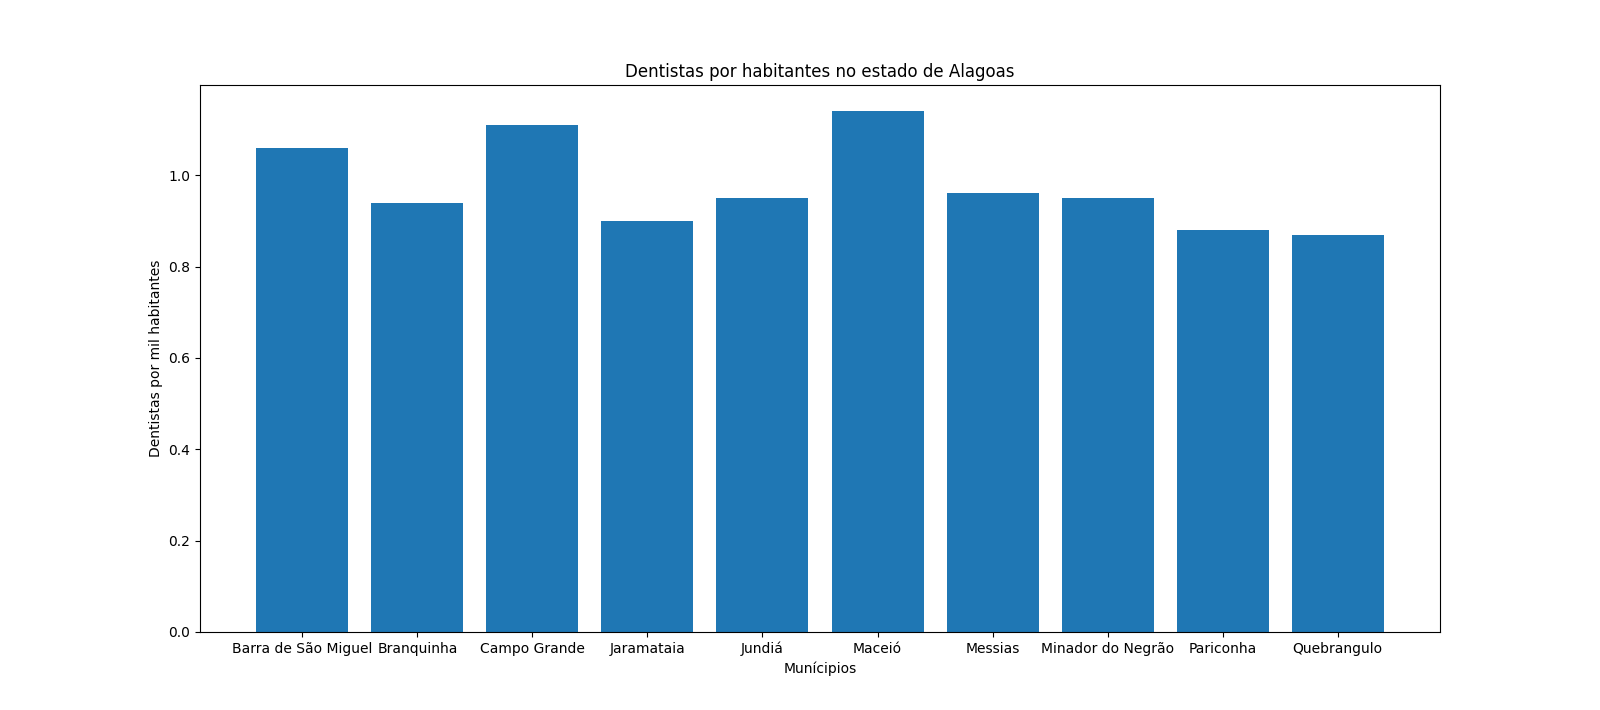 Dentistas por habitantes no estado de Alagoas
Dentistas por mil habitantes
1.0
0.8
0.6
0.4
0.2
0.0
Barra de São Miguel Branquinha Campo Grande Jaramataia Jundiá Maceió Messias Minador do Negrão Pariconha Quebrangulo
Munícipios